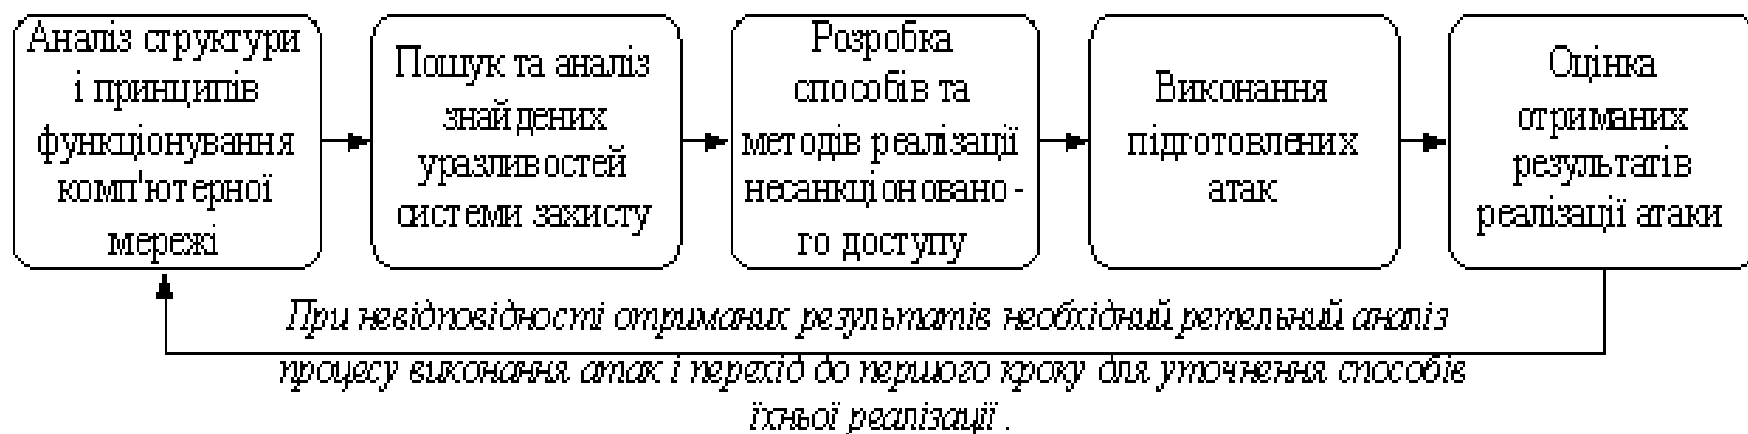 Аналіз структури
і принципів
функціонування
комп'ютерної
мережі
Пошук та аналіз
знайдених
уразливостей
системи захисту
Розробка
способів та
методів реалізації
несанкціоновано -
го доступу
Виконання
підготовлених
атак
Оцінка
отриманих
результатів
реалізації атаки
При невідповідності отриманих результатів необхідний ретельний аналіз
процесу виконання атак і перехід до першого кроку для уточнення способів
їхньої реалізації .